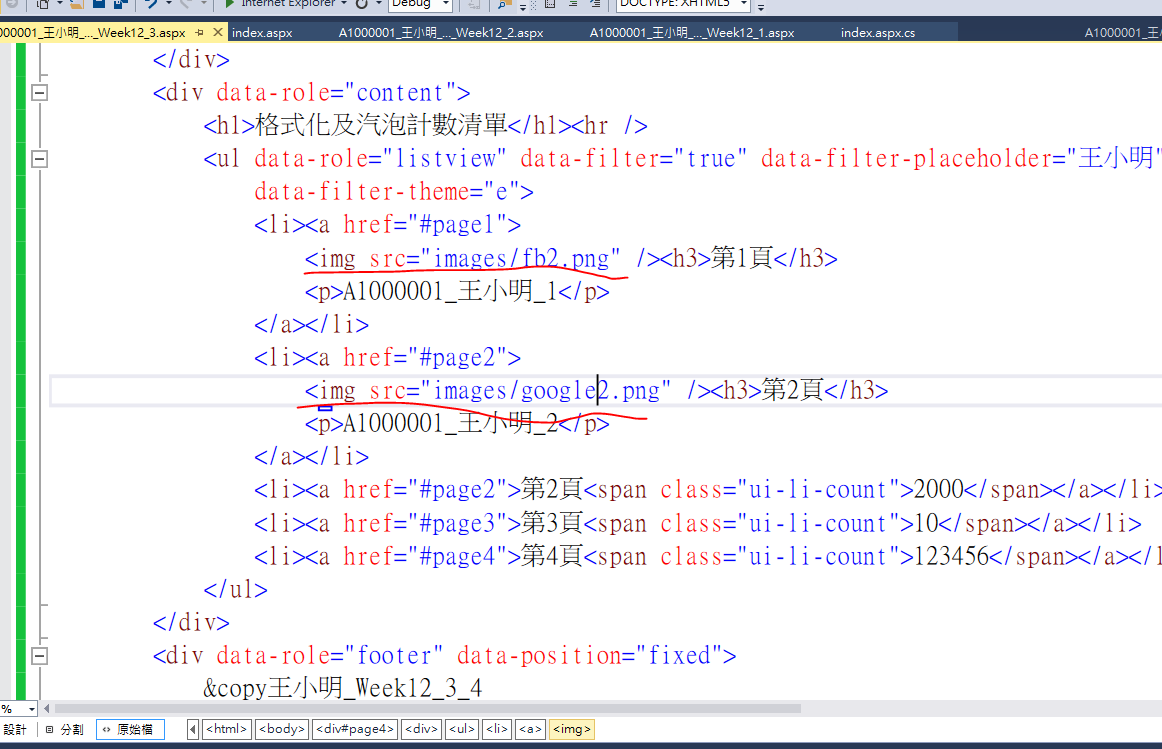 Internet Explorer Debug DOCTYPE: XHTML5
00001_王小明_..._Week12_3.aspx index.aspx A1000001_王小明_..._Week12_2.aspx A1000001_王小明_..._Week12_1.aspx index.aspx.cs A1000001_王
</div>
<div data-role="content">
<h1>格式化及汽泡計數清單</h1><hr />
<ul data-role="listview" data-filter="true" data-filter-placeholder="王小明"
data-filter-theme="e">
<li><a href="#page1">
<img src="images/fb2.png" /><h3>第1頁</h3>
<p>A1000001_王小明_1</p>
</a></li>
<li><a href="#page2">
<img src="images/google2.png" /><h3>第2頁</h3>
<p>A1000001_王小明_2</p>
</a></li>
<li><a href="#page2">第2頁<span class="ui-li-count">2000</span></a></li>
<li><a href="#page3">第3頁<span class="ui-li-count">10</span></a></li>
<li><a href="#page4">第4頁<span class="ui-li-count">123456</span></a></l
</ul>
</div>
<div data-role="footer" data-position="fixed">
&copy王小明_Week12_3_4
%
設計 分割 原始檔 <html> <body> <div#page4> <div> <ul> <li> <a> <img>